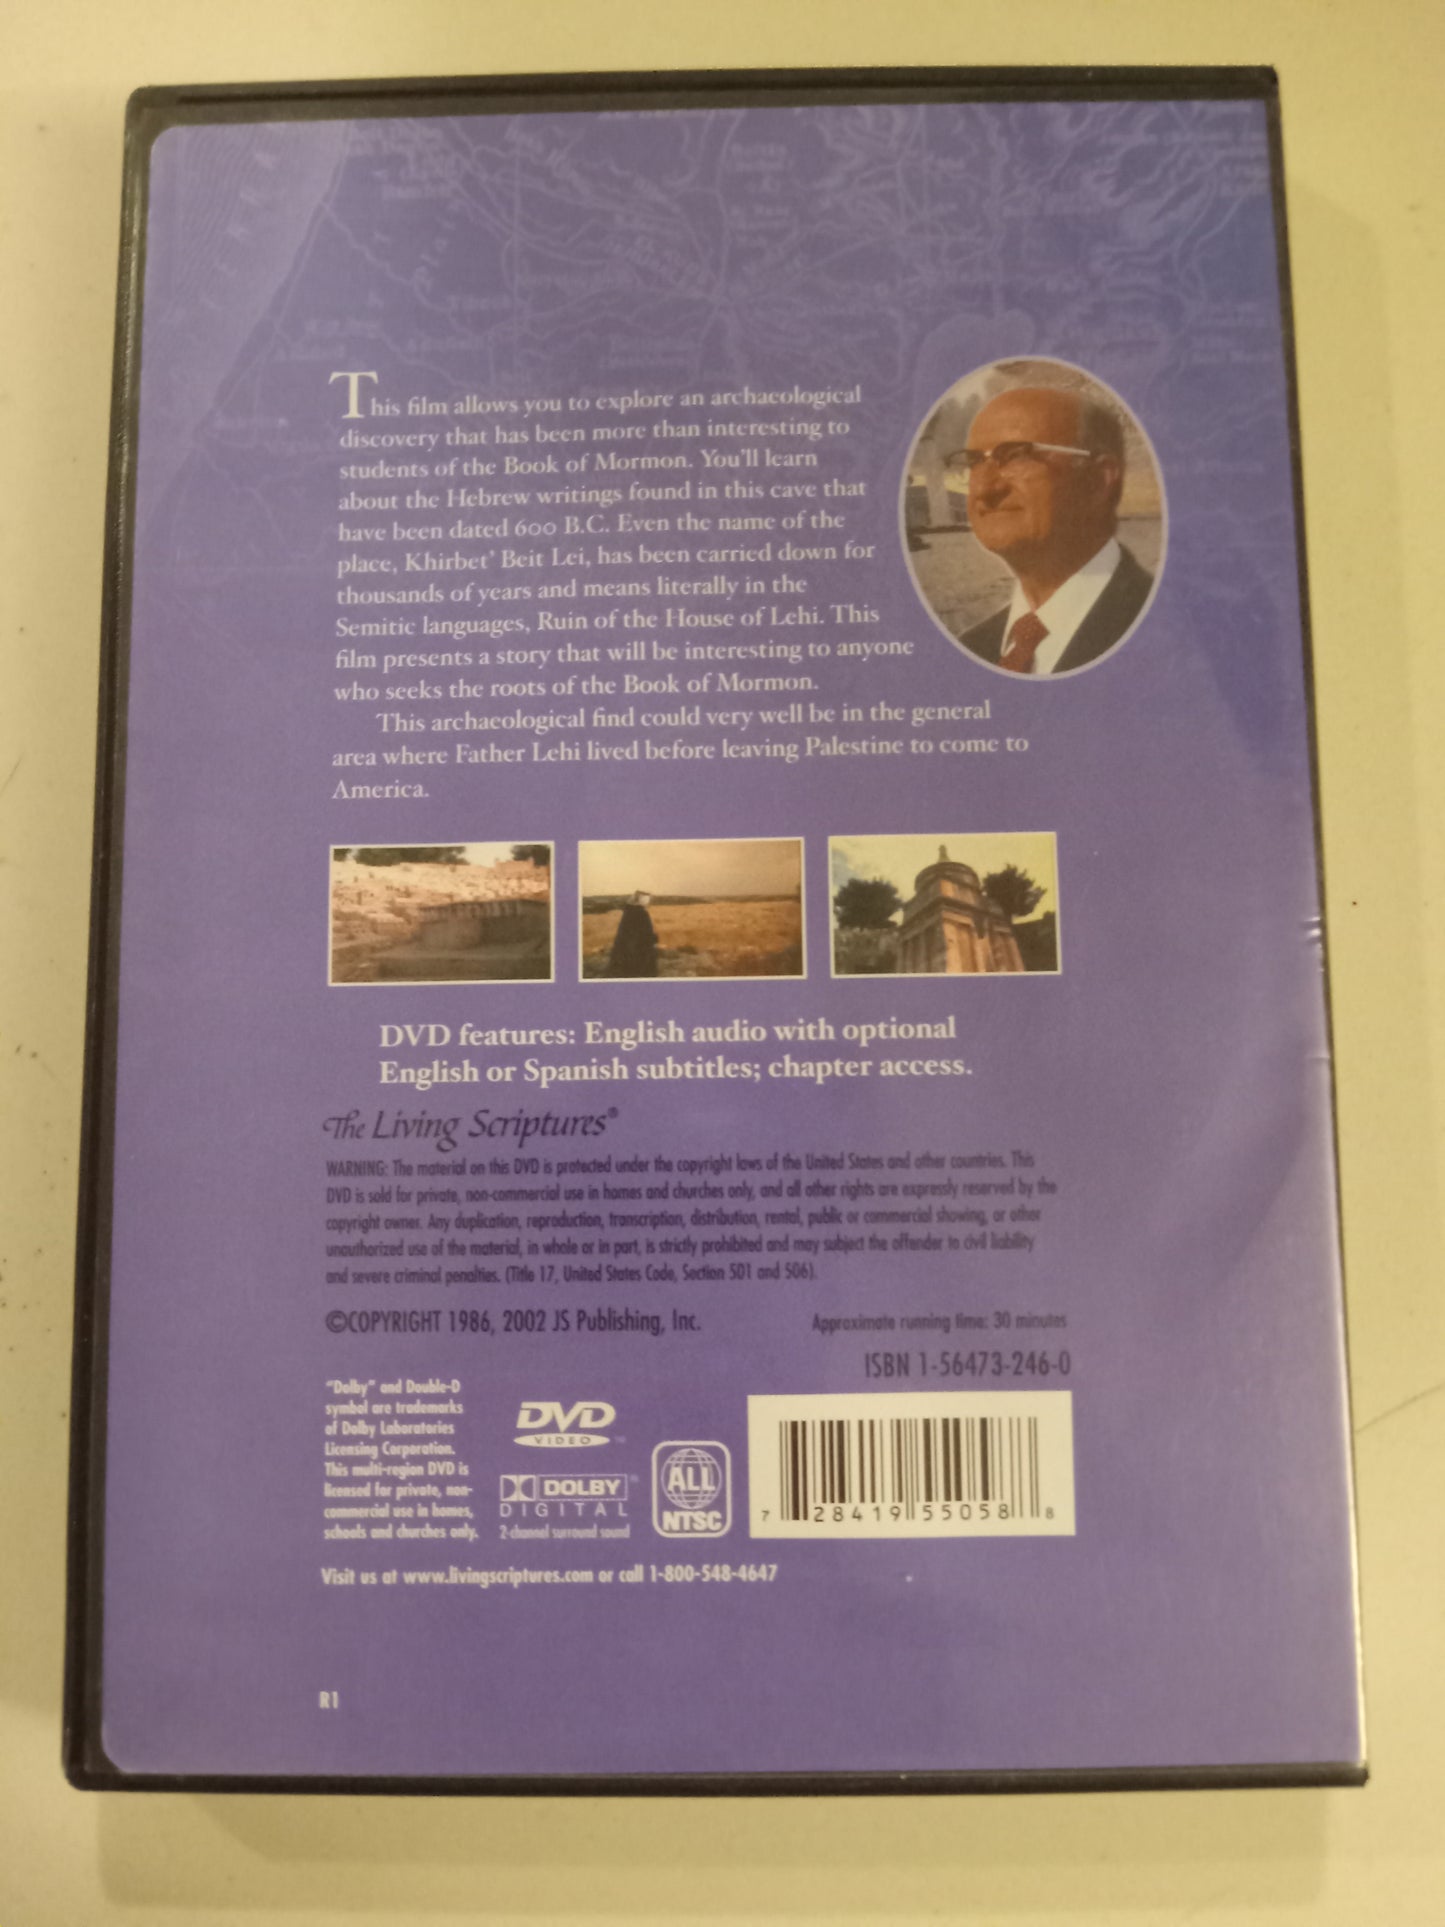 This film allows you to explore an archaeological
discovery that has been more than interesting to
students of the Book of Mormon. You'll learn
about the Hebrew writings found in this cave that
have been dated 600 B.C. Even the name of the
place, Khirbet' Beit Lei, has been carried down for
thousands of years and means literally in the
Semitic languages, Ruin of the House of Lehi. This
film presents a story that will be interesting to anyone
who seeks the roots of the Book of Mormon.
This archaeological find could very well be in the general
area where Father Lehi lived before leaving Palestine to come to
America.
DVD features: English audio with optional
English or Spanish subtitles; chapter access.
The Living Scriptures®
WARNING: The material on this DVD is protected under the copyright laws of the United States and other countries. This
DVD is sold for private, non-commercial use in homes and churches only, and all other rights are expressly reserved by the
copyright owner. Any duplication, reproduction, transcription, distribution, rental, public or commercial showing, or other
unauthorized use of the material, in whole or in part, is strictly prohibited and may subject the offender to civil liability
and severe criminal penalties. (Title 17, United States Code, Section 501 and 506).
©COPYRIGHT 1986, 2002 JS Publishing, Inc.
Approximate running time: 30 minutes
ISBN 1-56473-246-0
"Dolby" and Double-D
symbol are trademarks
of Dolby Laboratories
Licensing Corporation.
This multi-region DVD is
licensed for private, non-
commercial use in homes,
schools and churches only.
DVD
VIDEO
DOLBY
DIGITAL
2-channel surround sound
ALL
NTSC
7 28419 55058 8
Visit us at www.livingscriptures.com or call 1-800-548-4647
R1